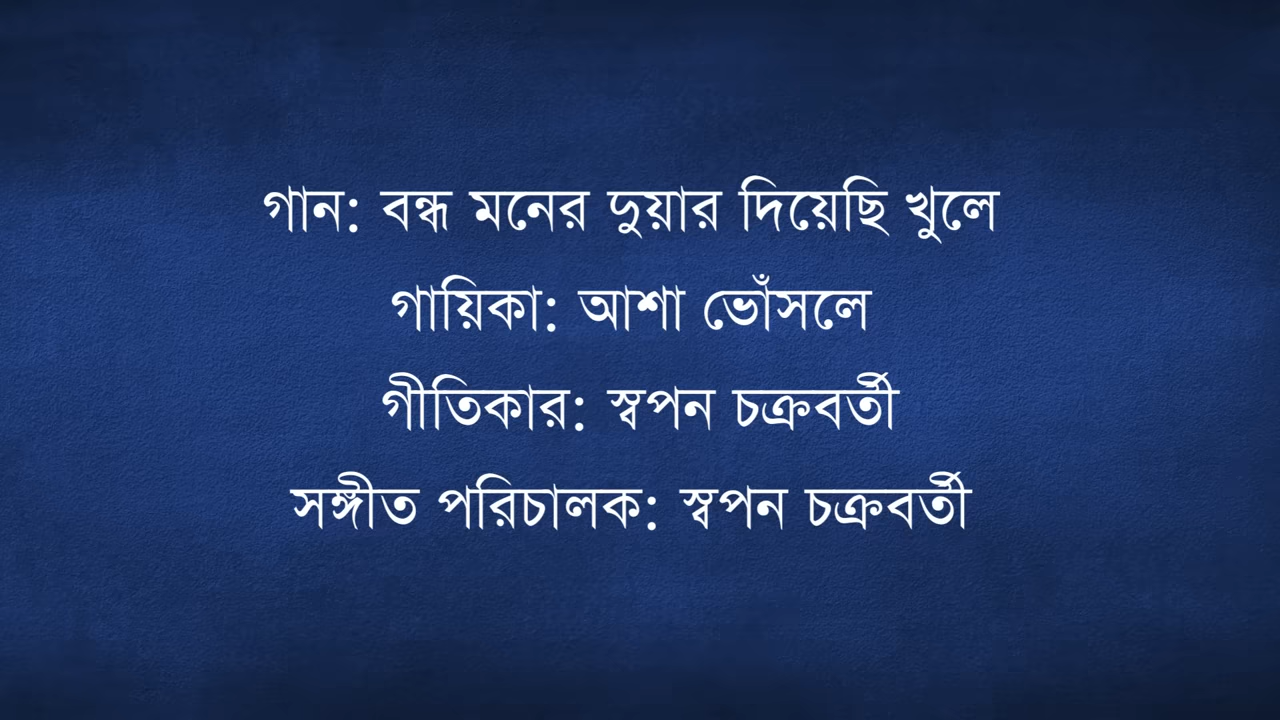 গান: বন্ধ মনের দুয়ার দিয়েছি খুলে
গায়িকা: আশা ভোঁসলে
গীতিকার: স্বপন চক্রবর্তী
সঙ্গীত পরিচালক: স্বপন চক্রবর্তী